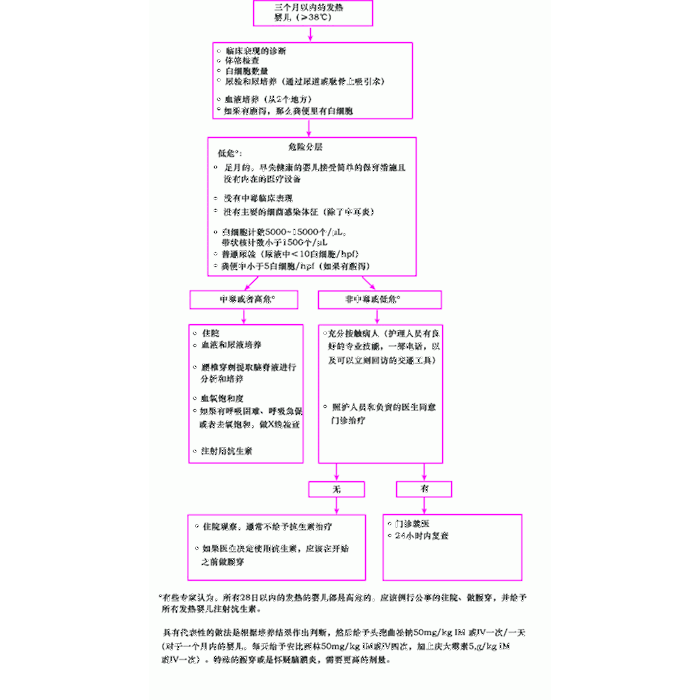 三个月以内的发热
婴儿（≥38℃）
临床表现的诊断
体格检查
白细胞数量
尿检和尿培养（通过尿道或耻骨上吸引术）
血液培养（从2个地方）
如果有腹泻，那么粪便里有白细胞
危险分层
低危°：
足月的、早先健康的婴儿接受简单的保育措施且
没有内在的医疗设备
没有中毒临床表现
没有主要的细菌感染体征（除了中耳炎）
白细胞计数5000~15000个/μL，
带状核计数小于1500个/μL
普通尿检（尿液中＜10白细胞/hpf）
粪便中小于5白细胞/hpf（如果有腹泻）
中毒或者高危°
非中毒或低危°
住院
血液和尿液培养
腰椎穿刺提取脑脊液进行
分析和培养
血氧饱和度
如果有呼吸困难、呼吸急促
或者去氧饱和，做X线检查
注射用抗生素
充分接触病人（护理人员有良
好的专业技能，一部电话，以
及可以立刻回访的交通工具）
照护人员和负责的医生同意
门诊治疗
无
有
住院观察，通常不给予抗生素治疗
如果医生决定使用抗生素，应该在开始
之前做腰穿
门诊就医
24小时内复查
°有些专家认为，所有28日以内的发热的婴儿都是高危的，应该例行公事的住院、做腰穿，并给予
所有发热婴儿注射抗生素。
具有代表性的做法是根据培养结果作出判断，然后给予头孢曲松钠50mg/kg IM 或IV一次/一天
（对于一个月内的婴儿，每天给予安比西林50mg/kg IM或IV四次，加上庆大霉素5,g/kg IM
或IV一次）。特殊的腰穿或是怀疑脑膜炎，需要更高的剂量。